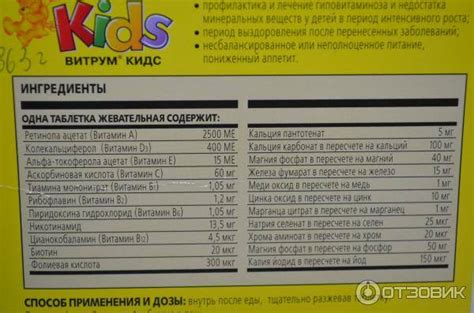 • профилактика и лечение гиповитаминоза и недостатка
минеральных веществ у детей в период интенсивного роста;
• период выздоровления после перенесенных заболеваний;
• несбалансированное или неполноценное питание,
пониженный аппетит.
Kids
ВИТРУМ® КИДС
ИНГРЕДИЕНТЫ
ОДНА ТАБЛЕТКА ЖЕВАТЕЛЬНАЯ СОДЕРЖИТ:
Ретинола ацетат (Витамин А) 2500 МЕ
Колекальциферол (Витамин D3) 400 МЕ
Альфа-токоферола ацетат (Витамин Е) 15 МЕ
Аскорбиновая кислота (Витамин С) 60 мг
Тиамина мононитрат (Витамин В1) 1,05 мг
Рибофлавин (Витамин В2) 1,2 мг
Пиридоксина гидрохлорид (Витамин В6) 1,05 мг
Никотинамид 13,5 мг
Цианокобаламин (Витамин В12) 4,5 мкг
Биотин 20 мкг
Фолиевая кислота 300 мкг
Кальция пантотенат 5 мг
Кальция карбонат в пересчете на кальций 100 мг
Магния фосфат в пересчете на магний 40 мг
Железа фумарат в пересчете на железо 15 мг
Меди оксид в пересчете на медь 1 мг
Цинка оксид в пересчете на цинк 10 мг
Марганца цитрат в пересчете на марганец 1 мг
Натрия селенат в пересчете на селен 25 мкг
Хрома аминоат в пересчете на хром 20 мкг
Магния фосфат в пересчете на фосфор 50 мг
Калия йодид в пересчете на йод 150 мкг
СПОСОБ ПРИМЕНЕНИЯ И ДОЗЫ: внутрь после еды, тщательно разжевав
ОТЗОВИК